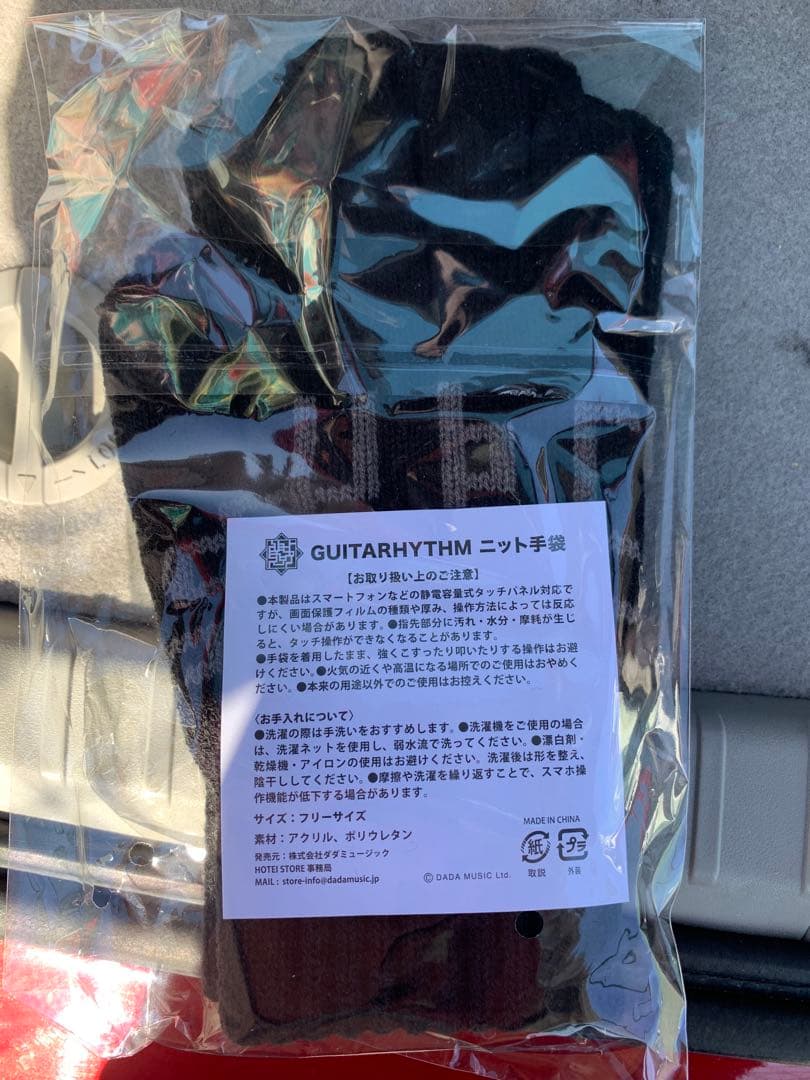 GUITARHYTHM ニット手袋
【お取り扱い上のご注意】
●本製品はスマートフォンなどの静電容量式タッチパネル対応で
すが、画面保護フィルムの種類や厚み、操作方法によっては反応
しにくい場合があります。●指先部分に汚れ・水分・摩耗が生じ
ると、タッチ操作ができなくなることがあります。
●手袋を着用したまま、強くこすったり叩いたりする操作はお避
けください。●火気の近くや高温になる場所でのご使用はおやめく
ださい。●本来の用途以外でのご使用はお控えください。
〈お手入れについて〉
●洗濯の際は手洗いをおすすめします。●洗濯機をご使用の場合
は、洗濯ネットを使用し、弱水流で洗ってください。●漂白剤・
乾燥機・アイロンの使用はお避けください。洗濯後は形を整え、
陰干ししてください。●摩擦や洗濯を繰り返すことで、スマホ操
作機能が低下する場合があります。
サイズ：フリーサイズ
素材：アクリル、ポリウレタン
発売元：株式会社ダダミュージック
HOTEI STORE 事務局
MAIL : store-info@dadamusic.jp
© DADA MUSIC Ltd.
MADE IN CHINA
紙 プラ
取説 外装